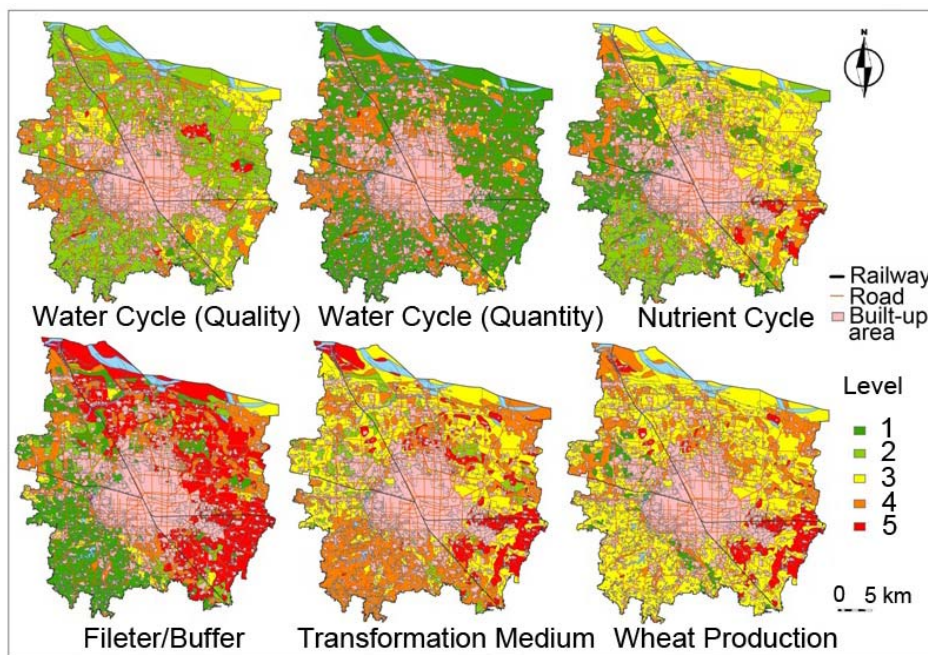 N
Water Cycle (Quality)
Water Cycle (Quantity)
Nutrient Cycle
Railway
Road
Built-up
area
Level
1
2
3
4
5
0 5 km
Fileter/Buffer
Transformation Medium
Wheat Production